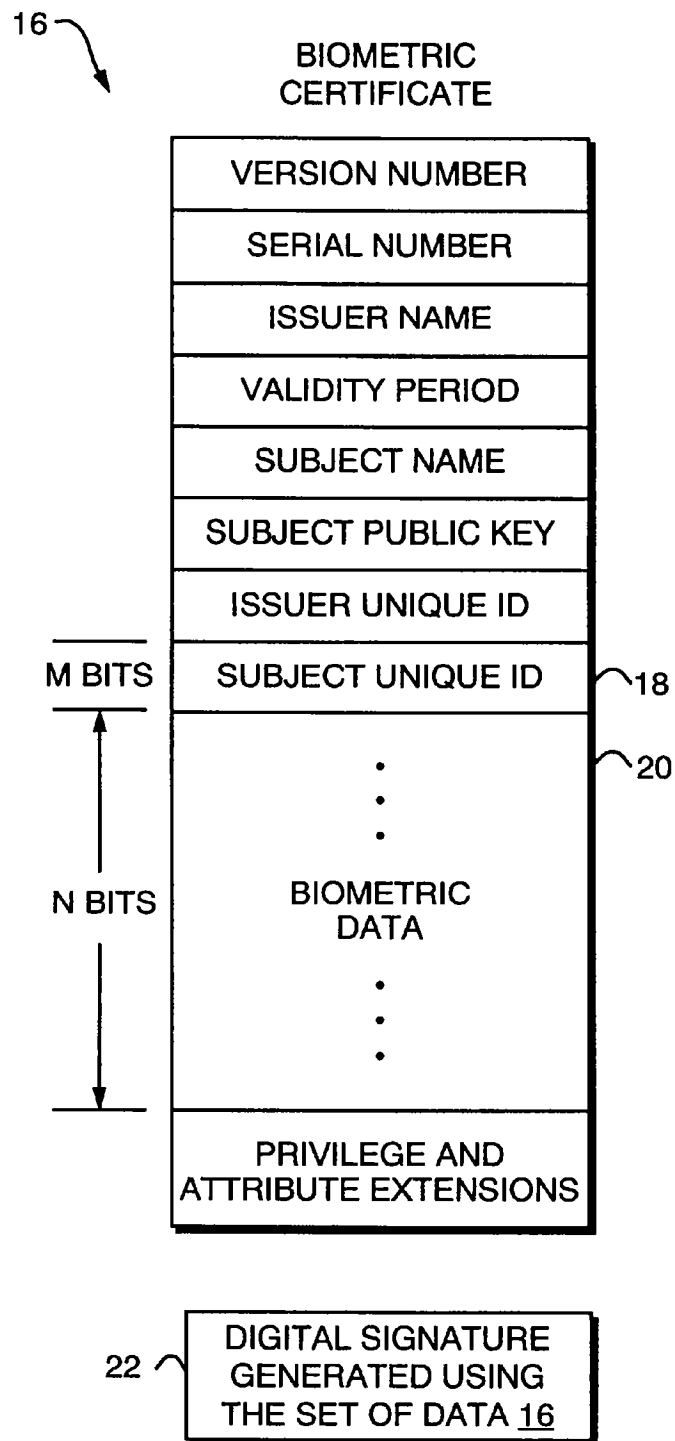 16
BIOMETRIC
CERTIFICATE
VERSION NUMBER
SERIAL NUMBER
ISSUER NAME
VALIDITY PERIOD
SUBJECT NAME
SUBJECT PUBLIC KEY
ISSUER UNIQUE ID
M BITS
SUBJECT UNIQUE ID
18
20
N BITS
BIOMETRIC
DATA
PRIVILEGE AND
ATTRIBUTE EXTENSIONS
22
DIGITAL SIGNATURE
GENERATED USING
THE SET OF DATA 16